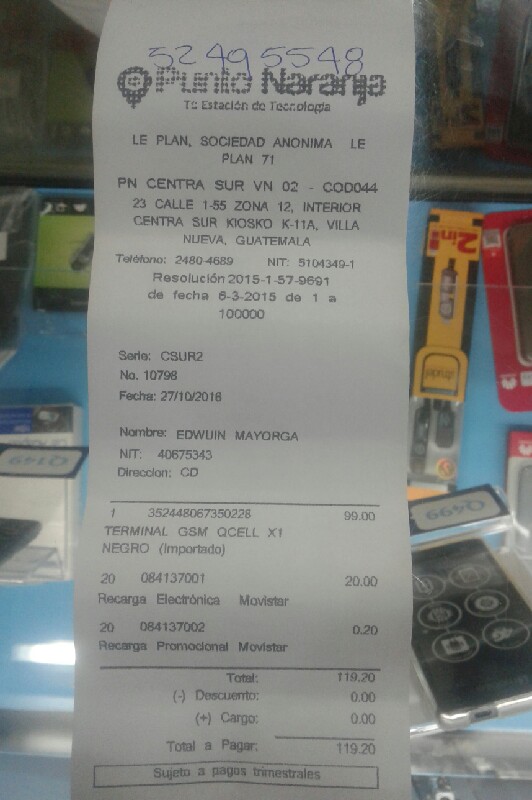 52495548
Punto Naranja
Tu Estación de Tecnología
LE PLAN, SOCIEDAD ANONIMA LE
PLAN 71
PN CENTRA SUR VN 02 - COD044
23 CALLE 1-55 ZONA 12, INTERIOR
CENTRA SUR KIOSKO K-11A, VILLA
NUEVA, GUATEMALA
Teléfono: 2480-4689 NIT: 5104349-1
Resolución 2015-1-57-9691
de fecha 6-3-2015 de 1 a
100000
Serie: CSUR2
No. 10798
Fecha: 27/10/2016
Nombre: EDWUIN MAYORGA
NIT: 40675343
Direccion: CD
1 352448067350228 99.00
TERMINAL GSM QCELL X1
NEGRO (Importado)
20 084137001 20.00
Recarga Electrónica Movistar
20 084137002 0.20
Recarga Promocional Movistar
Total: 119.20
(-) Descuento: 0.00
(+) Cargo: 0.00
Total a Pagar: 119.20
Sujeto a pagos trimestrales
2in1
Q149
Q499